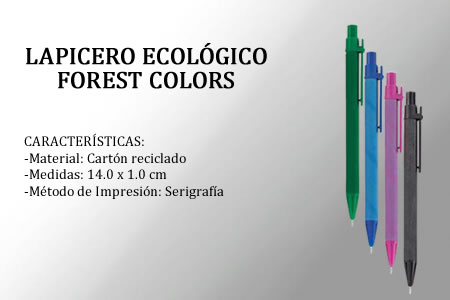 LAPICERO ECOLÓGICO
FOREST COLORS
CARACTERÍSTICAS:
-Material: Cartón reciclado
-Medidas: 14.0 x 1.0 cm
-Método de Impresión: Serigrafía